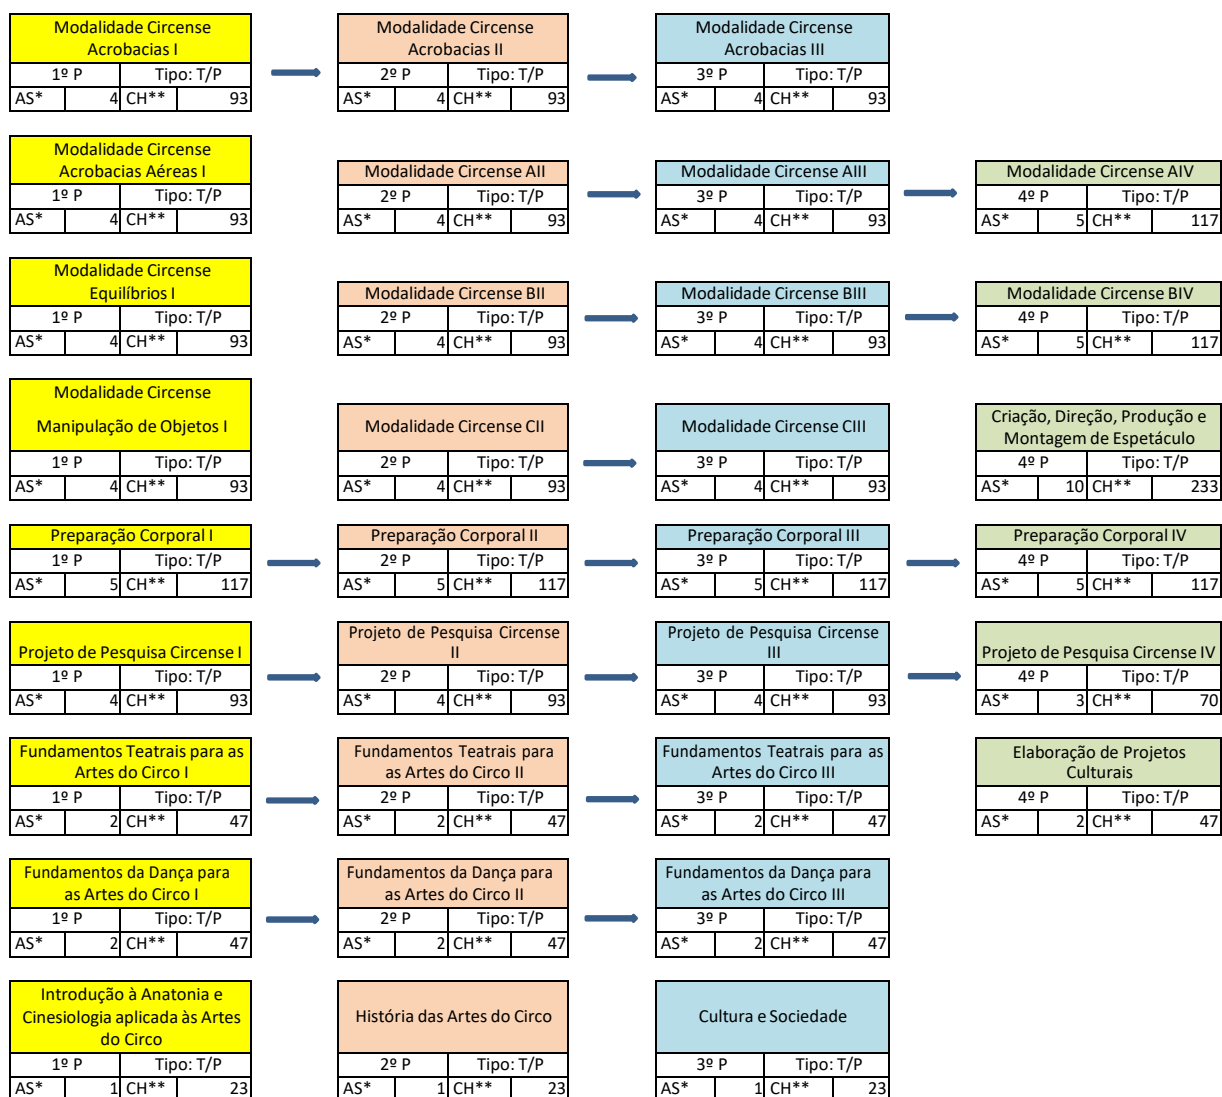 Modalidade Circense
Acrobacias I
1º P Tipo: T/P
AS* 4 CH** 93
Modalidade Circense
Acrobacias II
2º P Tipo: T/P
AS* 4 CH** 93
Modalidade Circense
Acrobacias III
3º P Tipo: T/P
AS* 4 CH** 93
Modalidade Circense
Acrobacias Aéreas I
1º P Tipo: T/P
AS* 4 CH** 93
Modalidade Circense AII
2º P Tipo: T/P
AS* 4 CH** 93
Modalidade Circense AIII
3º P Tipo: T/P
AS* 4 CH** 93
Modalidade Circense AIV
4º P Tipo: T/P
AS* 5 CH** 117
Modalidade Circense
Equilíbrios I
1º P Tipo: T/P
AS* 4 CH** 93
Modalidade Circense BII
2º P Tipo: T/P
AS* 4 CH** 93
Modalidade Circense BIII
3º P Tipo: T/P
AS* 4 CH** 93
Modalidade Circense BIV
4º P Tipo: T/P
AS* 5 CH** 117
Modalidade Circense
Manipulação de Objetos I
1º P Tipo: T/P
AS* 4 CH** 93
Modalidade Circense CII
2º P Tipo: T/P
AS* 4 CH** 93
Modalidade Circense CIII
3º P Tipo: T/P
AS* 4 CH** 93
Criação, Direção, Produção e
Montagem de Espetáculo
4º P Tipo: T/P
AS* 10 CH** 233
Preparação Corporal I
1º P Tipo: T/P
AS* 5 CH** 117
Preparação Corporal II
2º P Tipo: T/P
AS* 5 CH** 117
Preparação Corporal III
3º P Tipo: T/P
AS* 5 CH** 117
Preparação Corporal IV
4º P Tipo: T/P
AS* 5 CH** 117
Projeto de Pesquisa Circense I
1º P Tipo: T/P
AS* 4 CH** 93
Projeto de Pesquisa Circense
II
2º P Tipo: T/P
AS* 4 CH** 93
Projeto de Pesquisa Circense
III
3º P Tipo: T/P
AS* 4 CH** 93
Projeto de Pesquisa Circense IV
4º P Tipo: T/P
AS* 3 CH** 70
Fundamentos Teatrais para as
Artes do Circo I
1º P Tipo: T/P
AS* 2 CH** 47
Fundamentos Teatrais para
as Artes do Circo II
2º P Tipo: T/P
AS* 2 CH** 47
Fundamentos Teatrais para as
Artes do Circo III
3º P Tipo: T/P
AS* 2 CH** 47
Elaboração de Projetos
Culturais
4º P Tipo: T/P
AS* 2 CH** 47
Fundamentos da Dança para
as Artes do Circo I
1º P Tipo: T/P
AS* 2 CH** 47
Fundamentos da Dança para
as Artes do Circo II
2º P Tipo: T/P
AS* 2 CH** 47
Fundamentos da Dança para
as Artes do Circo III
3º P Tipo: T/P
AS* 2 CH** 47
Introdução à Anatonia e
Cinesiologia aplicada às Artes
do Circo
1º P Tipo: T/P
AS* 1 CH** 23
História das Artes do Circo
2º P Tipo: T/P
AS* 1 CH** 23
Cultura e Sociedade
3º P Tipo: T/P
AS* 1 CH** 23